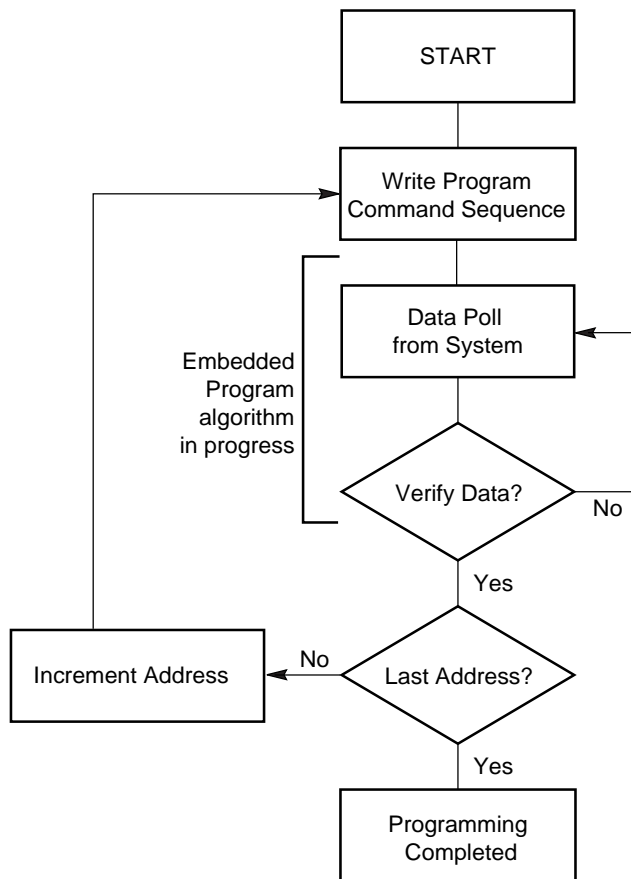 START
Write Program
Command Sequence
Data Poll
from System
Embedded
Program
algorithm
in progress
Verify Data?
No
Yes
Increment Address
No
Last Address?
Yes
Programming
Completed